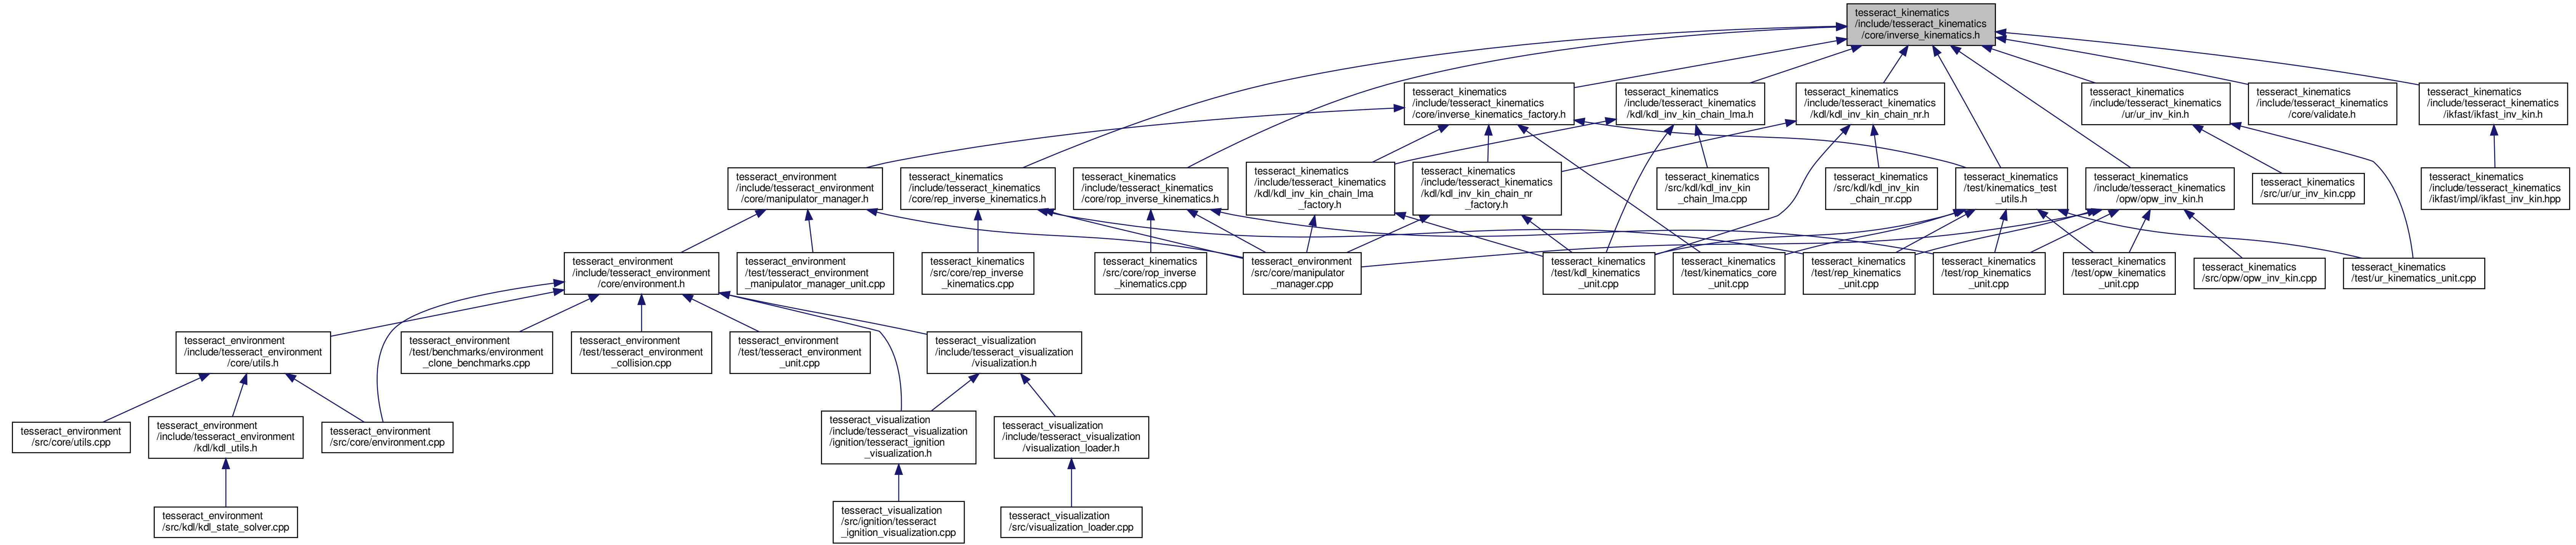 tesseract_kinematics
/include/tesseract_kinematics
/core/inverse_kinematics.h
tesseract_kinematics
/include/tesseract_kinematics
/core/inverse_kinematics_factory.h
tesseract_kinematics
/include/tesseract_kinematics
/kdl/kdl_inv_kin_chain_lma.h
tesseract_kinematics
/include/tesseract_kinematics
/kdl/kdl_inv_kin_chain_nr.h
tesseract_kinematics
/include/tesseract_kinematics
/ur/ur_inv_kin.h
tesseract_kinematics
/include/tesseract_kinematics
/core/validate.h
tesseract_kinematics
/include/tesseract_kinematics
/ikfast/ikfast_inv_kin.h
tesseract_environment
/include/tesseract_environment
/core/manipulator_manager.h
tesseract_kinematics
/include/tesseract_kinematics
/core/rep_inverse_kinematics.h
tesseract_kinematics
/include/tesseract_kinematics
/core/rop_inverse_kinematics.h
tesseract_kinematics
/include/tesseract_kinematics
/kdl/kdl_inv_kin_chain_lma
_factory.h
tesseract_kinematics
/include/tesseract_kinematics
/kdl/kdl_inv_kin_chain_nr
_factory.h
tesseract_kinematics
/src/kdl/kdl_inv_kin
_chain_lma.cpp
tesseract_kinematics
/src/kdl/kdl_inv_kin
_chain_nr.cpp
tesseract_kinematics
/test/kinematics_test
_utils.h
tesseract_kinematics
/include/tesseract_kinematics
/opw/opw_inv_kin.h
tesseract_kinematics
/src/ur/ur_inv_kin.cpp
tesseract_kinematics
/include/tesseract_kinematics
/ikfast/impl/ikfast_inv_kin.hpp
tesseract_environment
/include/tesseract_environment
/core/environment.h
tesseract_environment
/test/tesseract_environment
_manipulator_manager_unit.cpp
tesseract_kinematics
/src/core/rep_inverse
_kinematics.cpp
tesseract_kinematics
/src/core/rop_inverse
_kinematics.cpp
tesseract_environment
/src/core/manipulator
_manager.cpp
tesseract_kinematics
/test/kdl_kinematics
_unit.cpp
tesseract_kinematics
/test/kinematics_core
_unit.cpp
tesseract_kinematics
/test/rep_kinematics
_unit.cpp
tesseract_kinematics
/test/rop_kinematics
_unit.cpp
tesseract_kinematics
/test/opw_kinematics
_unit.cpp
tesseract_kinematics
/src/opw/opw_inv_kin.cpp
tesseract_kinematics
/test/ur_kinematics_unit.cpp
tesseract_environment
/include/tesseract_environment
/core/utils.h
tesseract_environment
/test/benchmarks/environment
_clone_benchmarks.cpp
tesseract_environment
/test/tesseract_environment
_collision.cpp
tesseract_environment
/test/tesseract_environment
_unit.cpp
tesseract_visualization
/include/tesseract_visualization
/visualization.h
tesseract_environment
/src/core/utils.cpp
tesseract_environment
/include/tesseract_environment
/kdl/kdl_utils.h
tesseract_environment
/src/core/environment.cpp
tesseract_visualization
/include/tesseract_visualization
/ignition/tesseract_ignition
_visualization.h
tesseract_visualization
/include/tesseract_visualization
/visualization_loader.h
tesseract_environment
/src/kdl/kdl_state_solver.cpp
tesseract_visualization
/src/ignition/tesseract
_ignition_visualization.cpp
tesseract_visualization
/src/visualization_loader.cpp